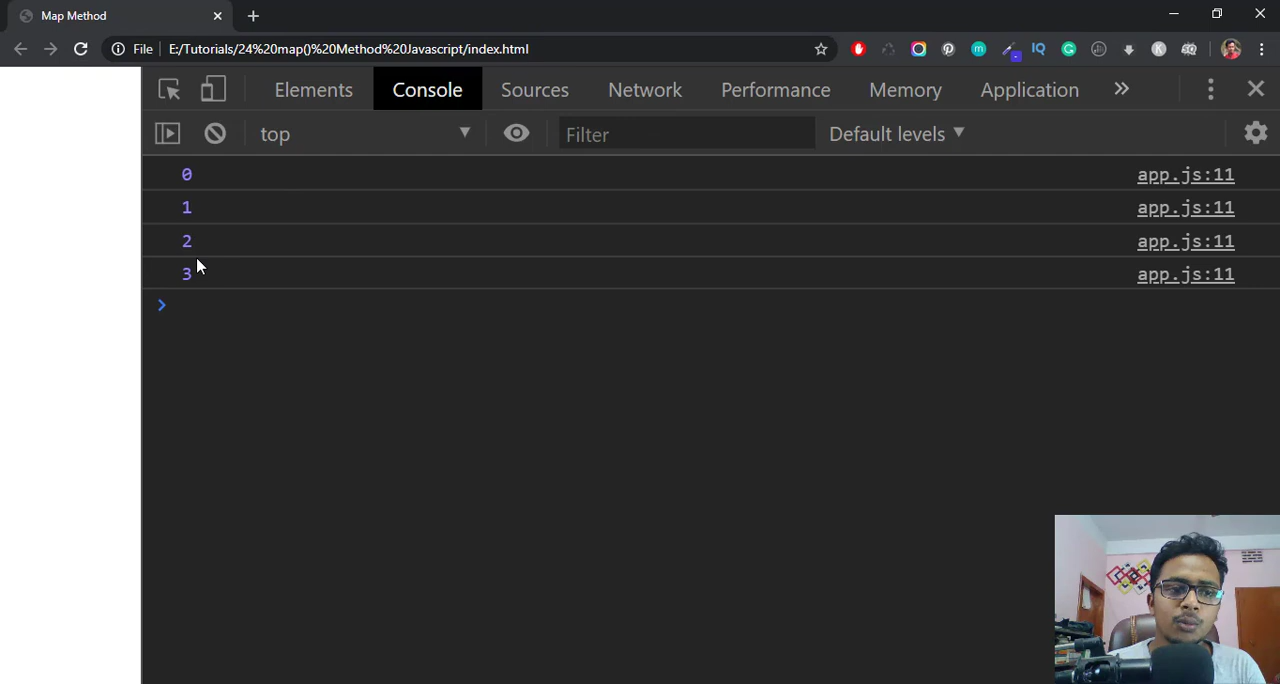 Map Method
File E:/Tutorials/24%20map()%20Method%20Javascript/index.html
Elements Console Sources Network Performance Memory Application
top Filter Default levels
0 app.js:11
1 app.js:11
2 app.js:11
3 app.js:11